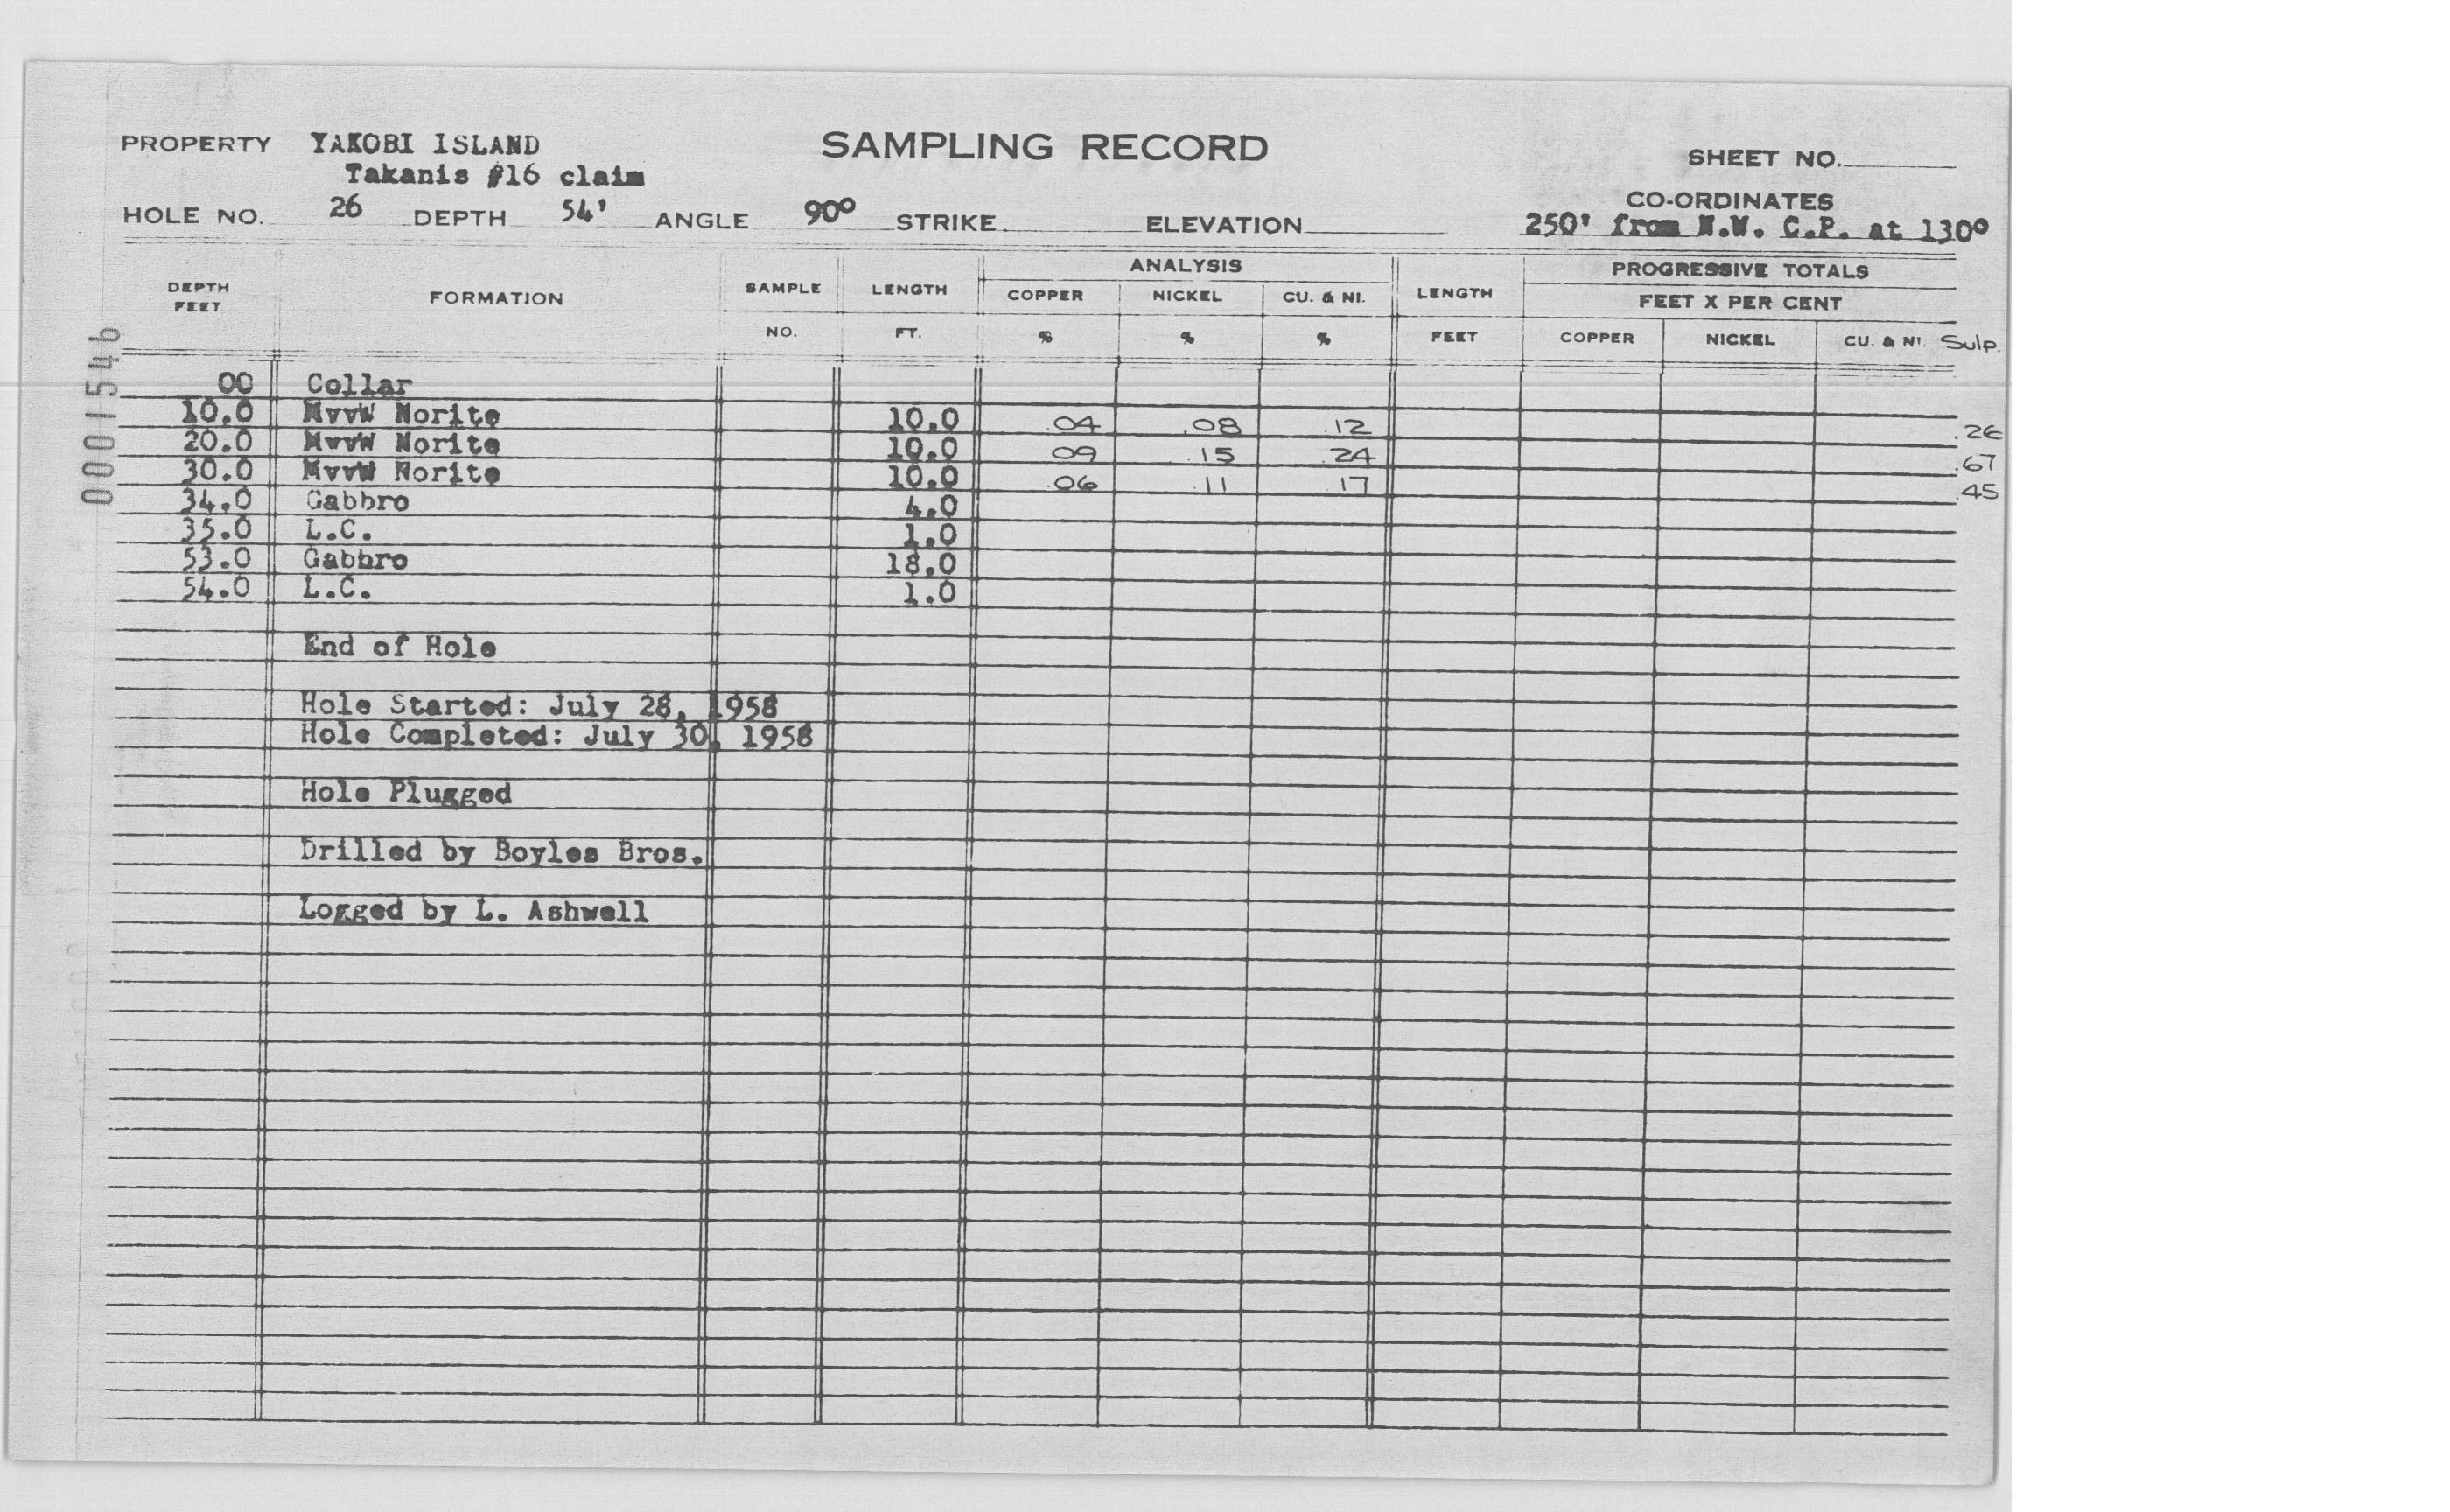 PROPERTY YAKOBI ISLAND SAMPLING RECORD SHEET NO.
Takanis #16 claim
CO-ORDINATES
HOLE NO. 26 DEPTH 54' ANGLE 90° STRIKE ELEVATION 250' from N.W. C.P. at 130°
ANALYSIS PROGRESSIVE TOTALS
DEPTH FEET FORMATION SAMPLE NO. LENGTH FT. COPPER % NICKEL % CU. & NI. % LENGTH FEET FEET X PER CENT
COPPER NICKEL CU. & NI. Sulp.
00 Collar
10.0 MvvW Norite 10.0 .04 .08 .12 .26
20.0 MvvW Norite 10.0 .09 .15 .24 .67
30.0 MvvW Norite 10.0 .06 .11 .17 .45
34.0 Gabbro 4.0
35.0 L.C. 1.0
53.0 Gabbro 18.0
54.0 L.C. 1.0
End of Hole
Hole Started: July 28, 1958
Hole Completed: July 30, 1958
Hole Plugged
Drilled by Boyles Bros.
Logged by L. Ashwell
0001546